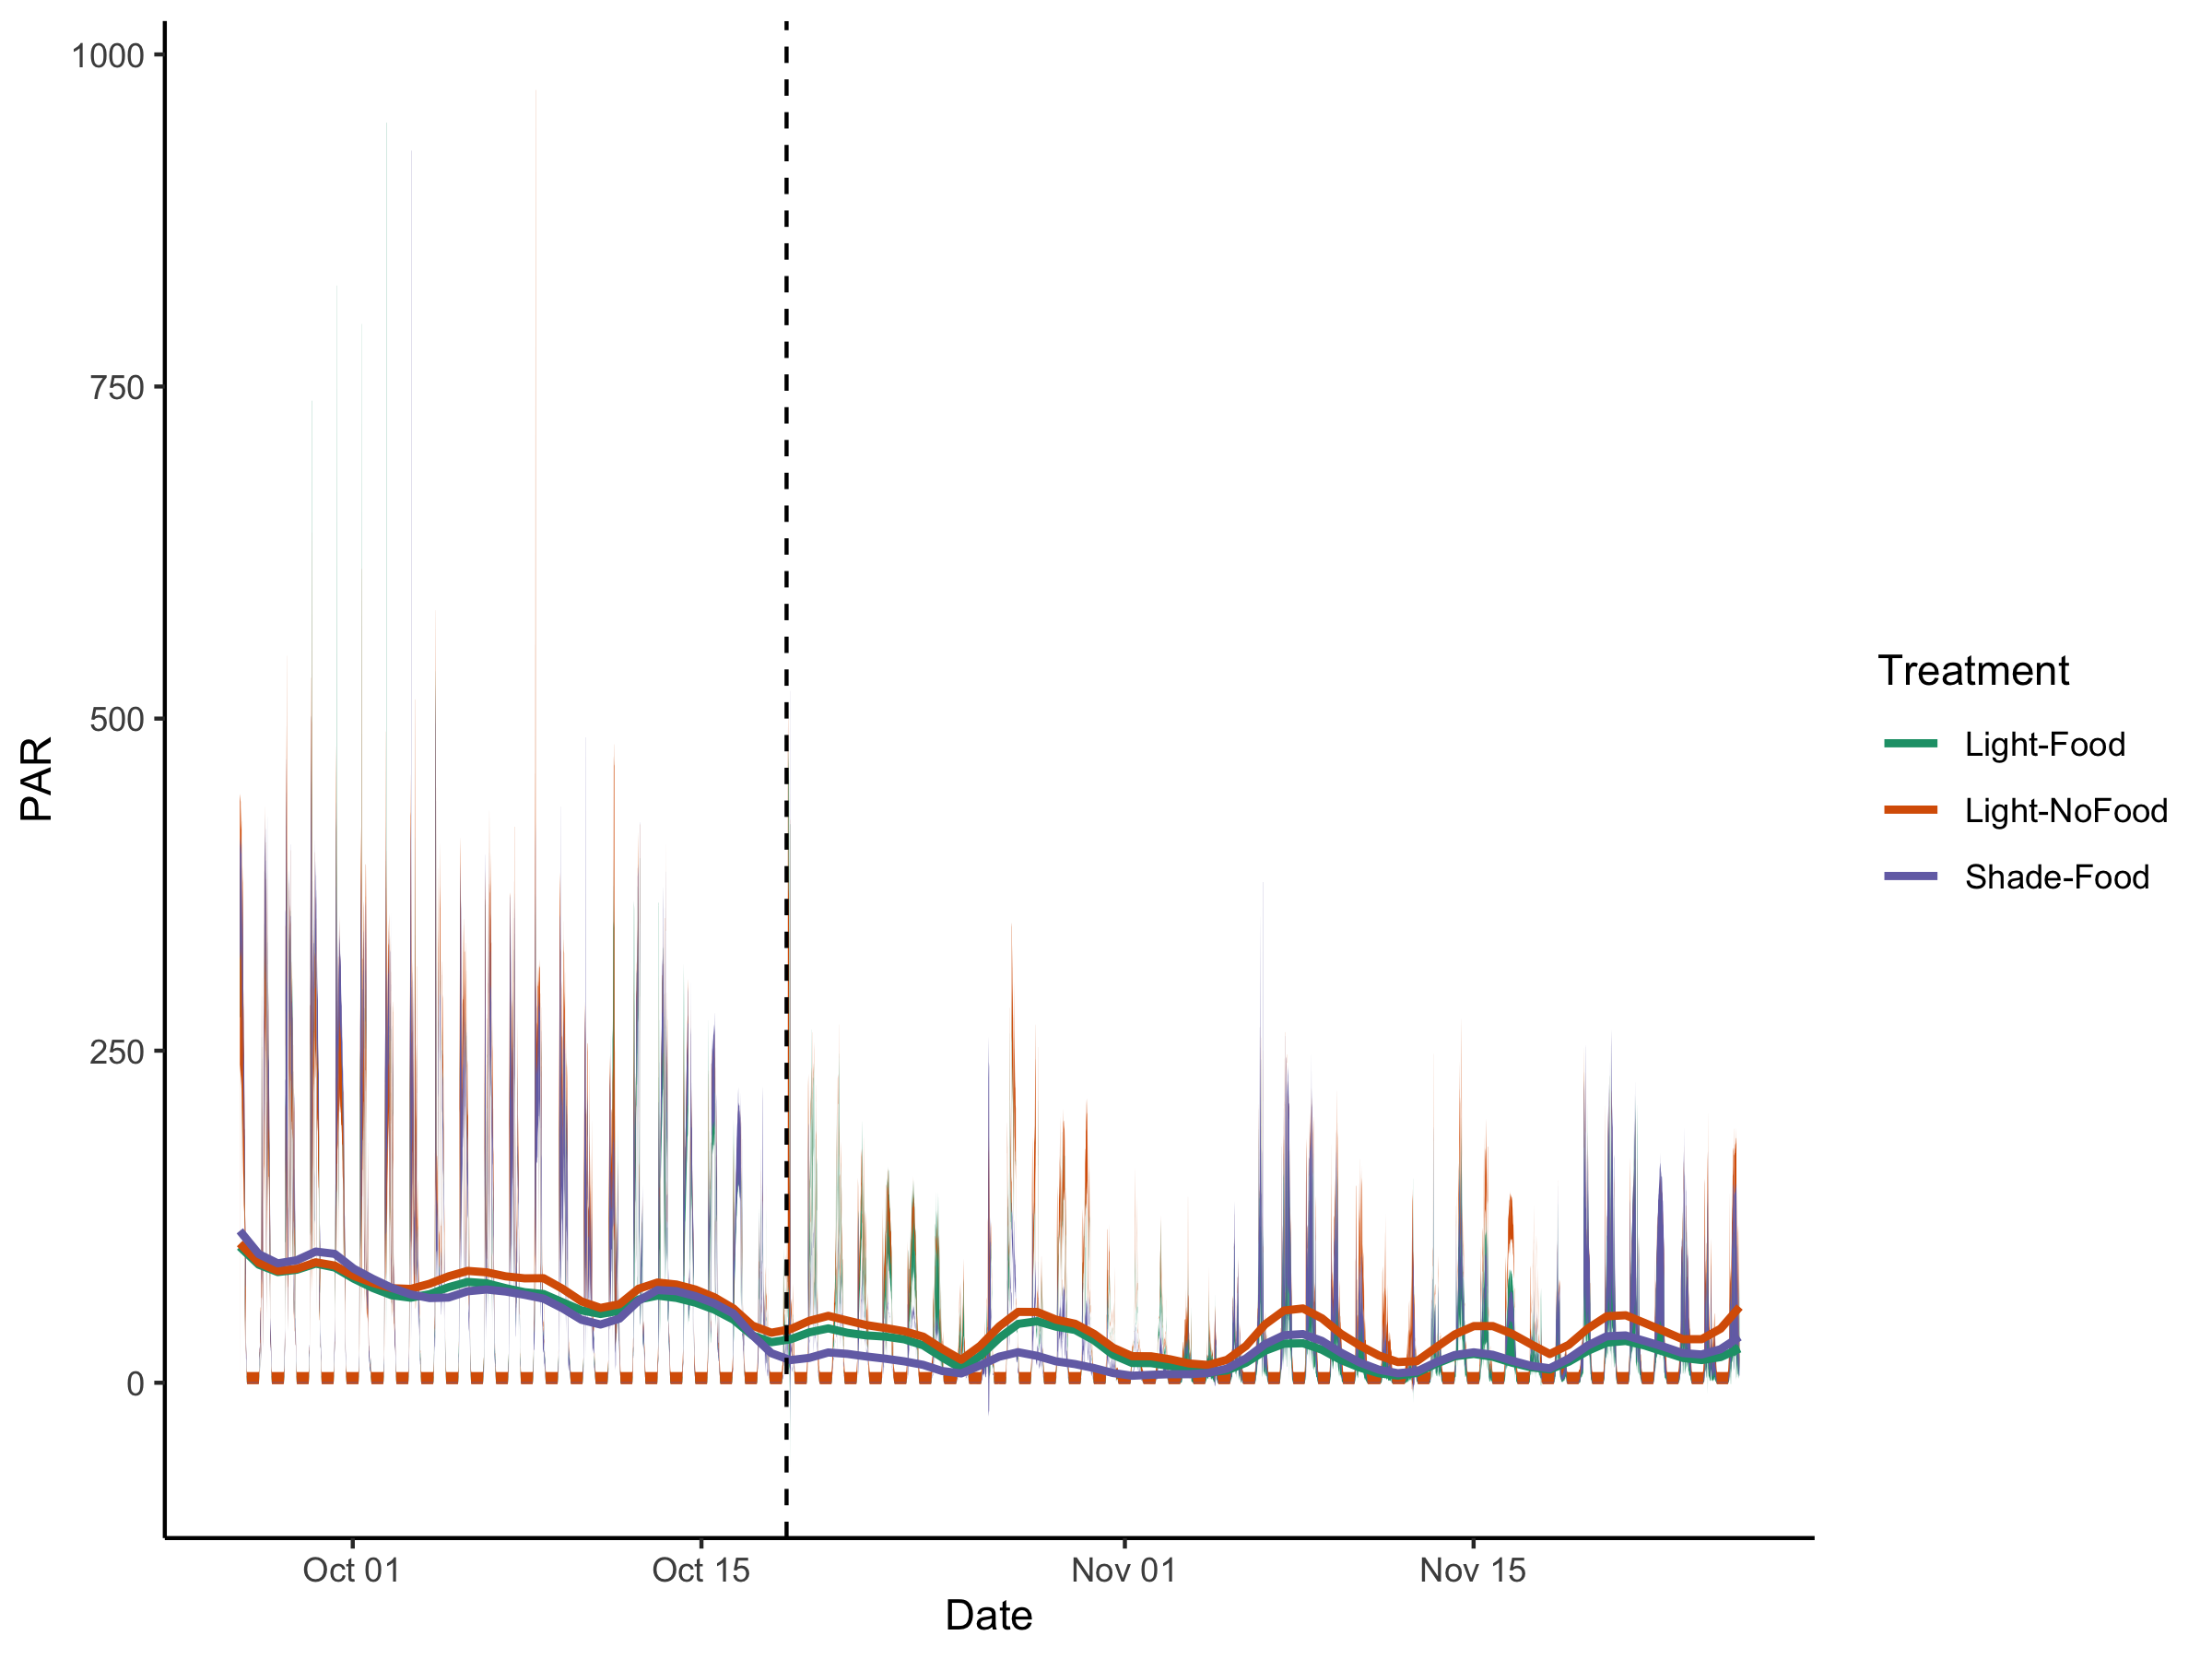 1000
750
500
250
0
PAR
Oct 01
Oct 15
Nov 01
Nov 15
Date
Treatment
Light-Food
Light-NoFood
Shade-Food